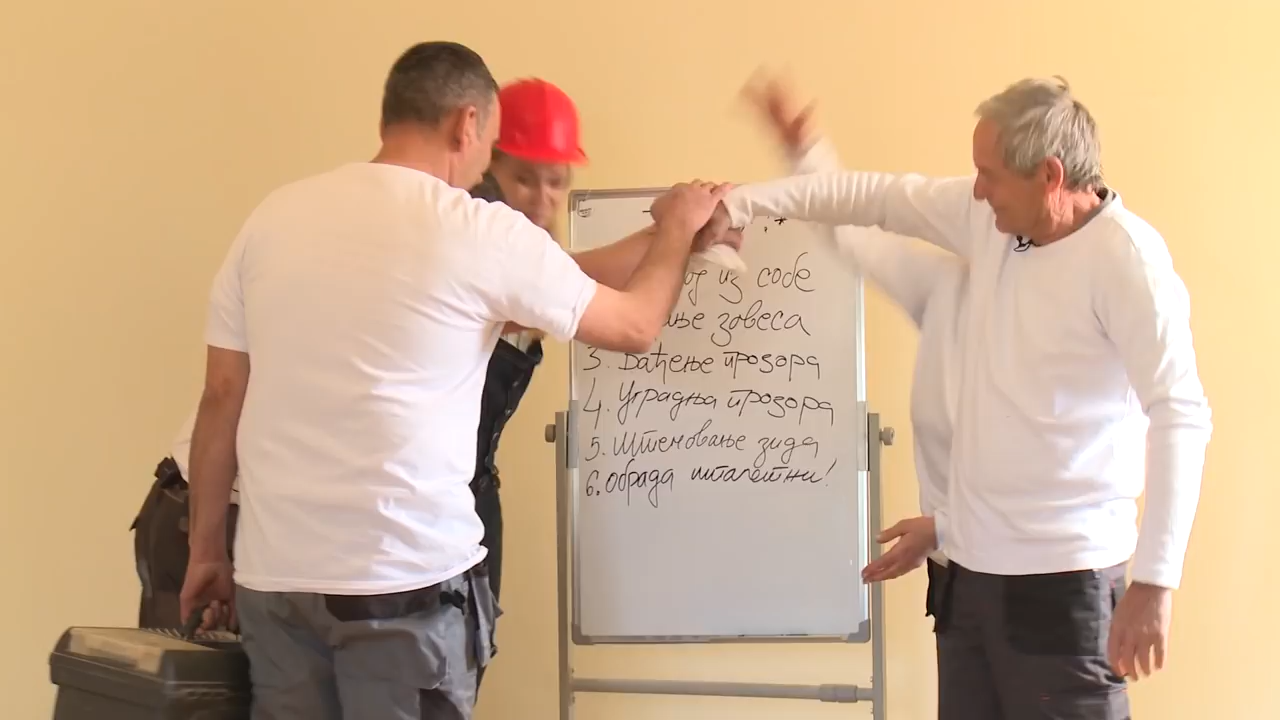 из собе
завеса
3. Вађење прозора
4. Уградња прозора
5. Штемовање зида
6. Обрада шпалетни!